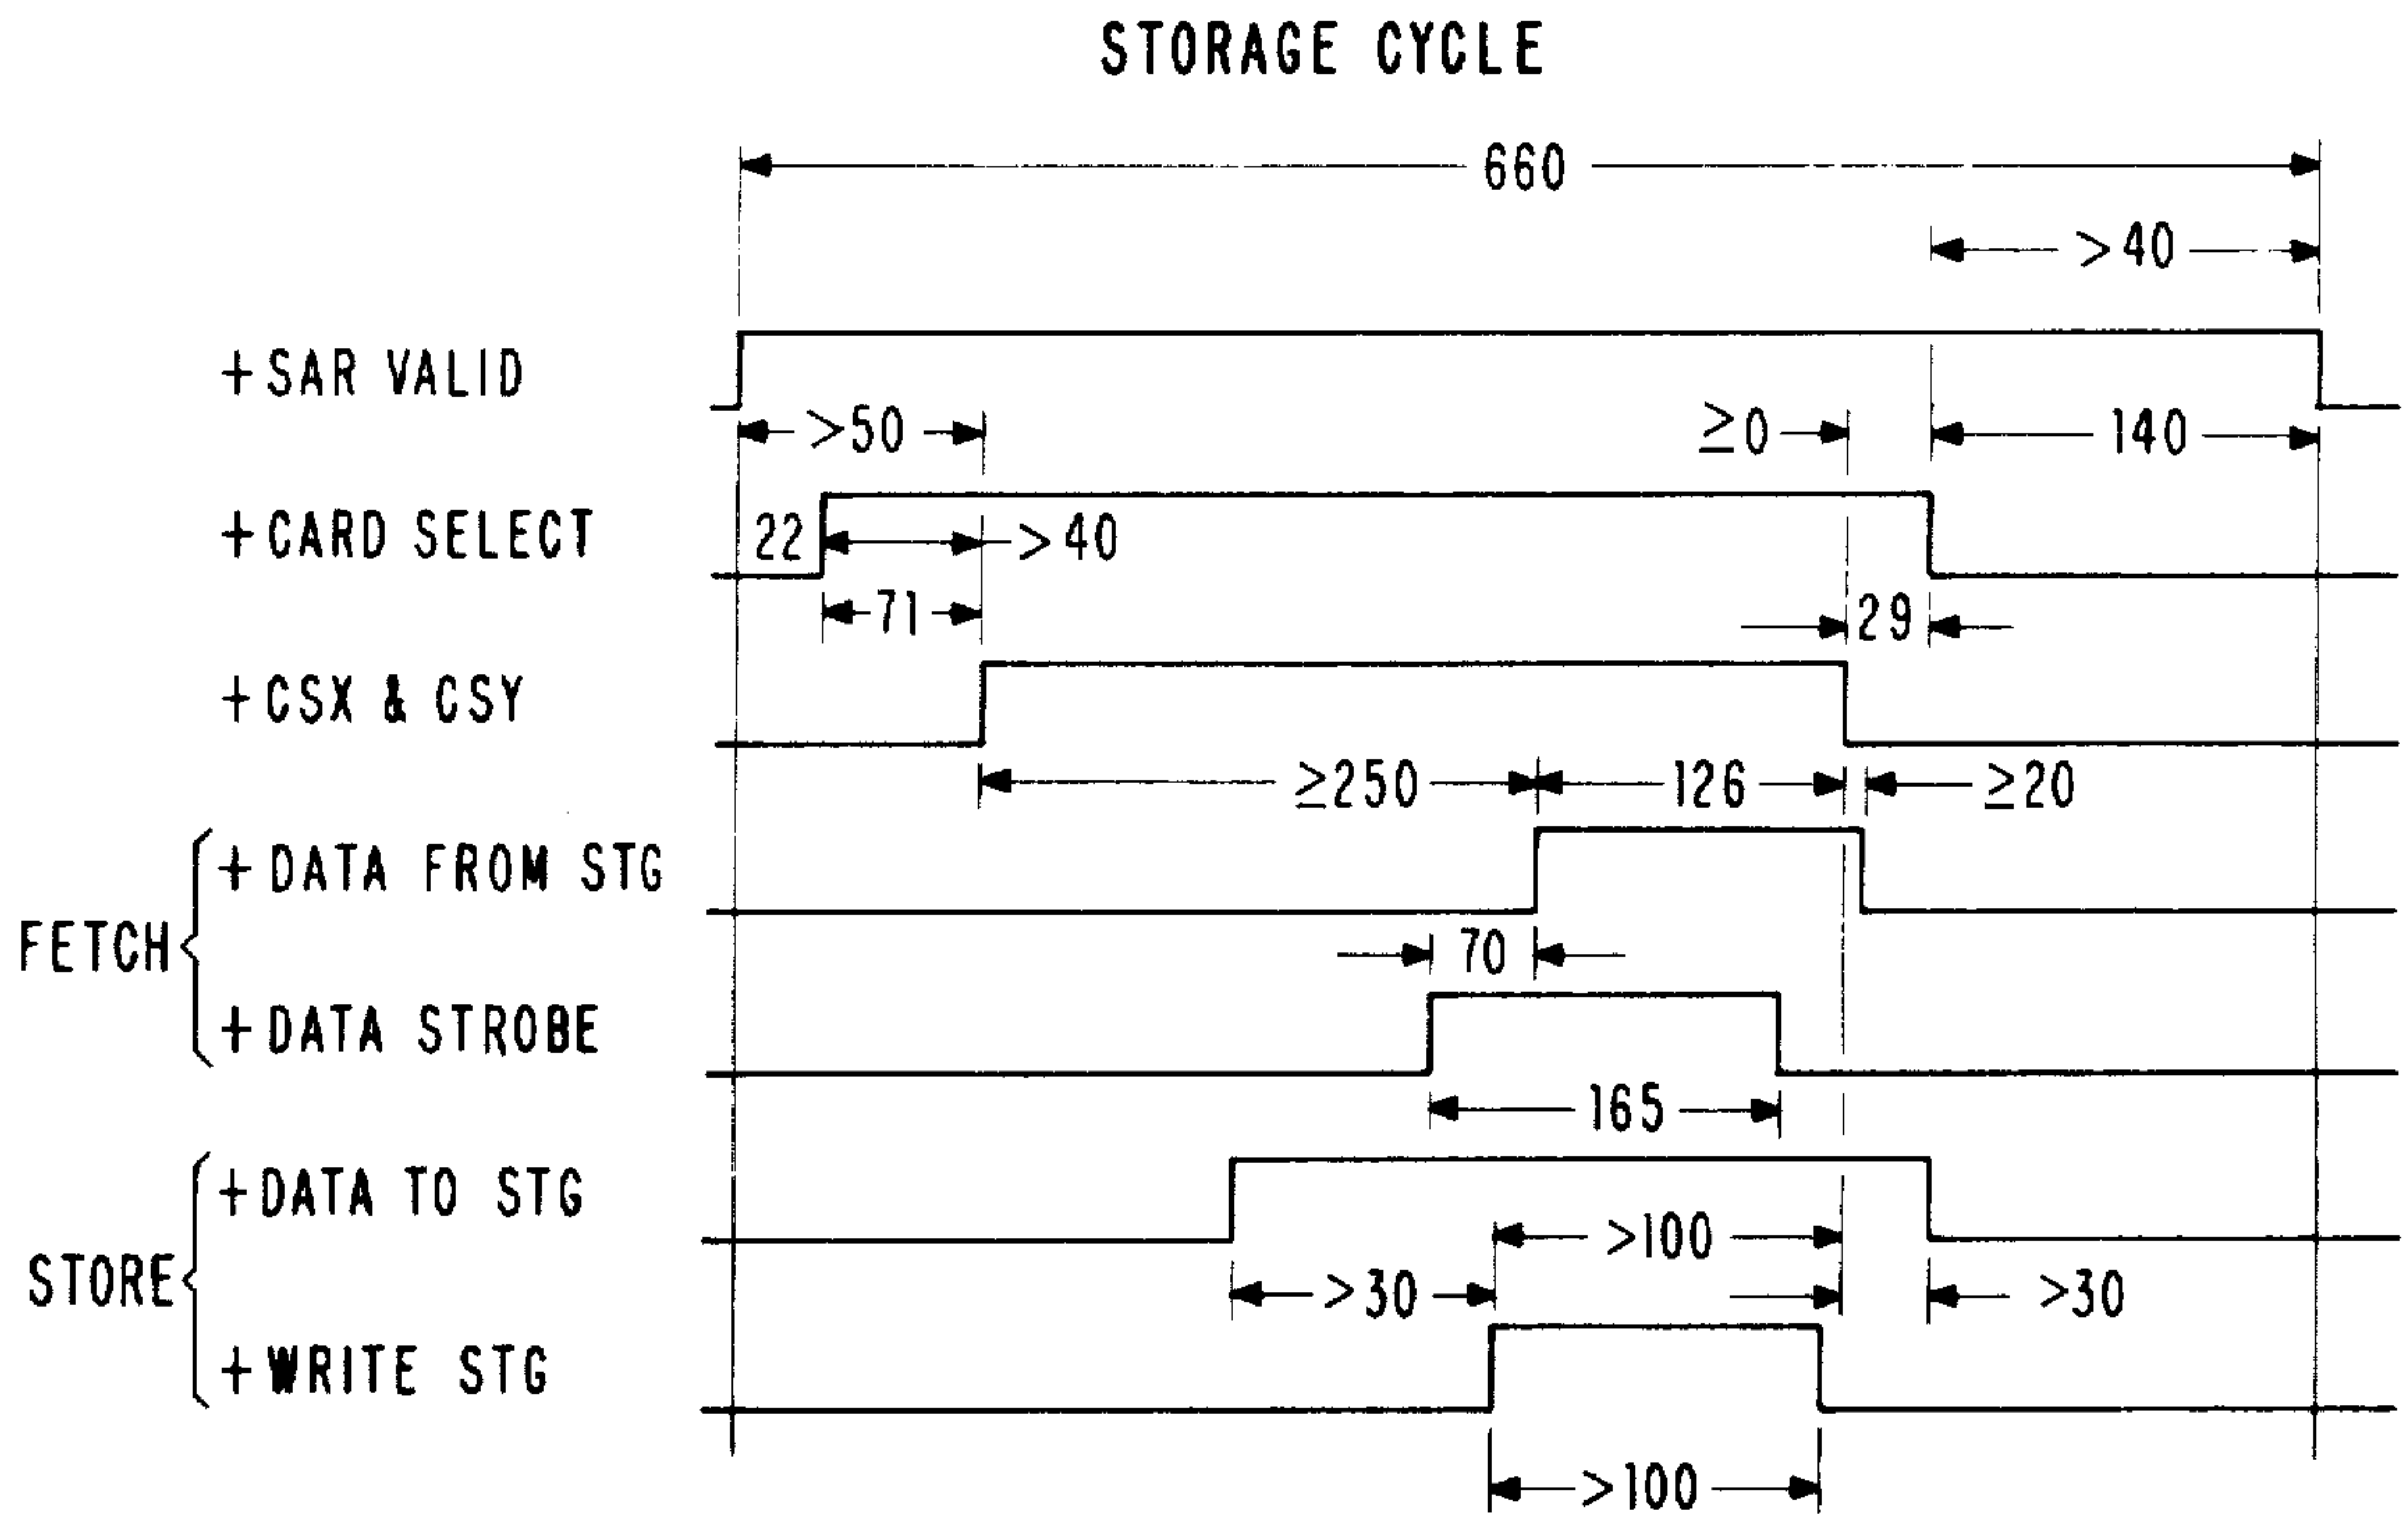 STORAGE CYCLE
660
>40
+SAR VALID
>50
≥0
140
+CARD SELECT
22
>40
71
29
+CSX & CSY
≥250
126
≥20
FETCH
+DATA FROM STG
70
+DATA STROBE
165
STORE
+DATA TO STG
>100
>30
>30
+WRITE STG
>100